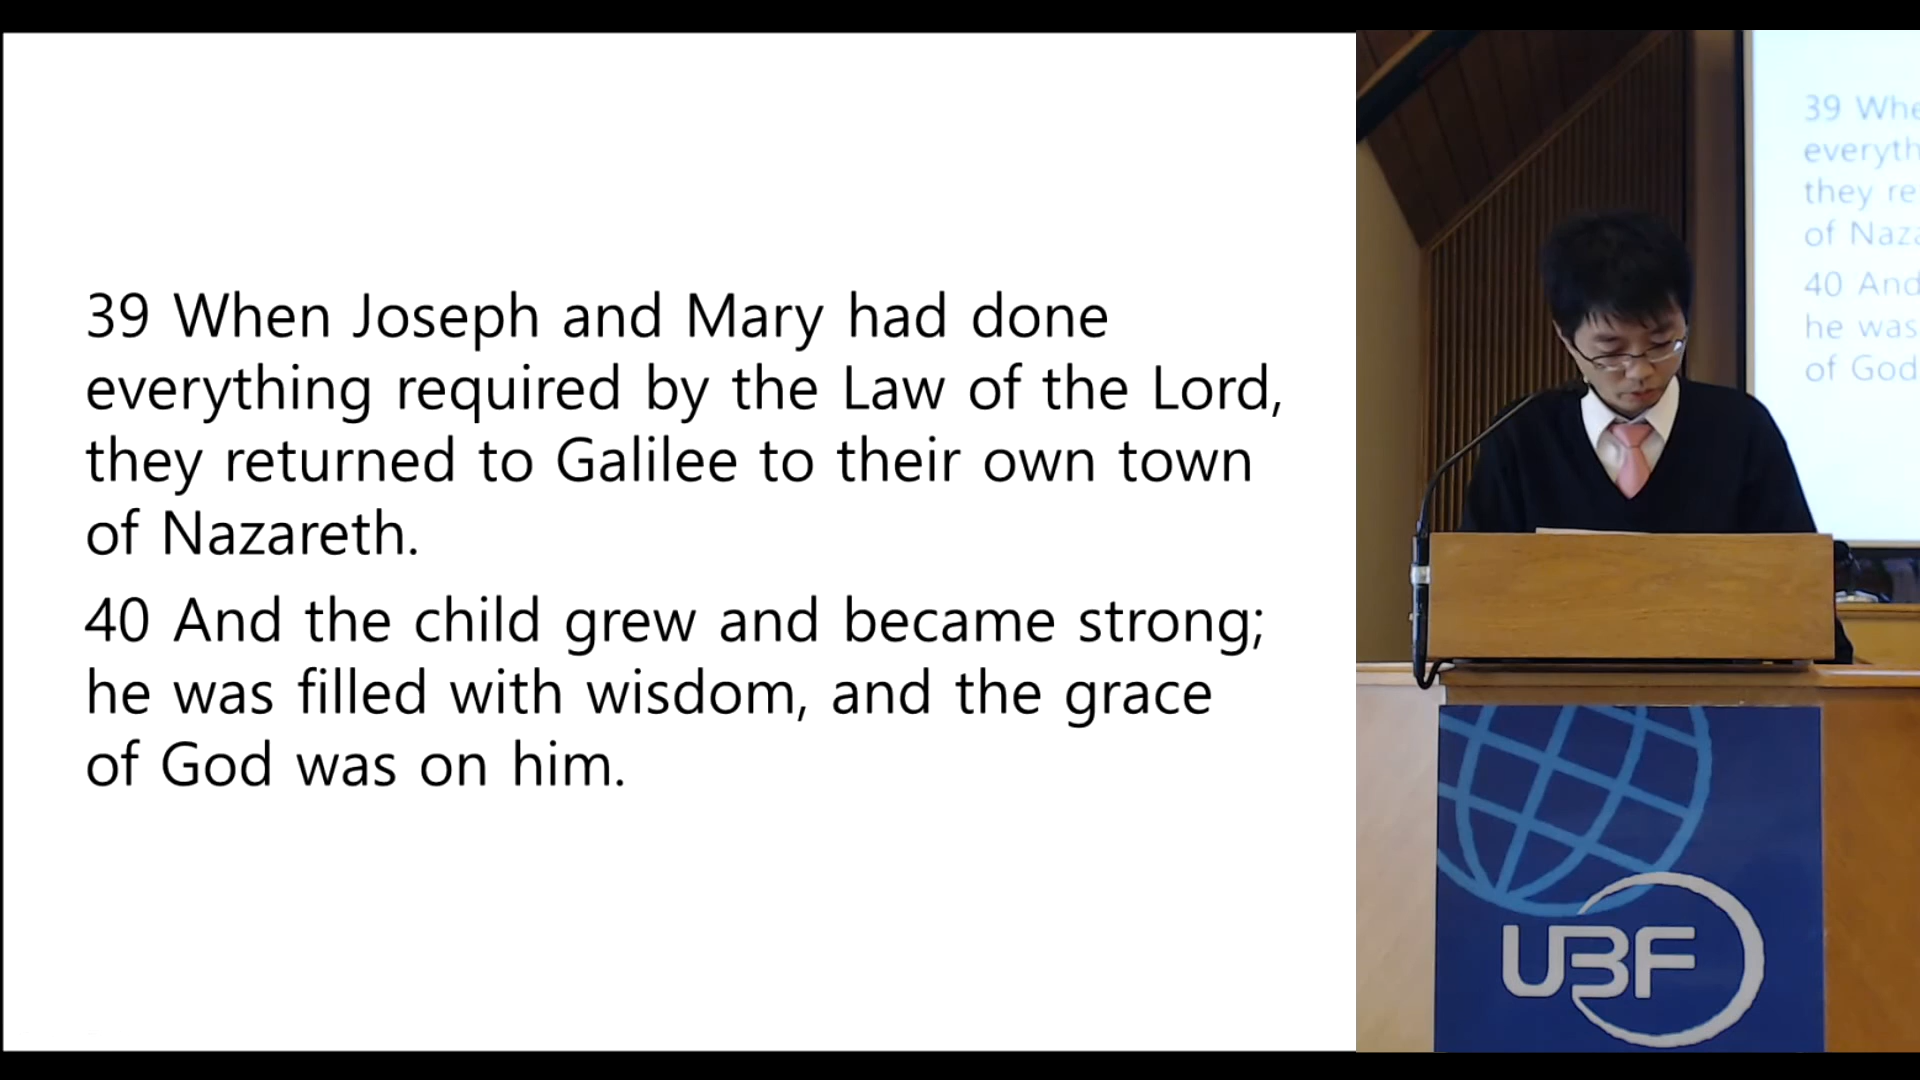 39 When Joseph and Mary had done
everything required by the Law of the Lord,
they returned to Galilee to their own town
of Nazareth.
40 And the child grew and became strong;
he was filled with wisdom, and the grace
of God was on him.
39 Whe
everyth
they re
of Naza
40 And
he was
of God
UBF